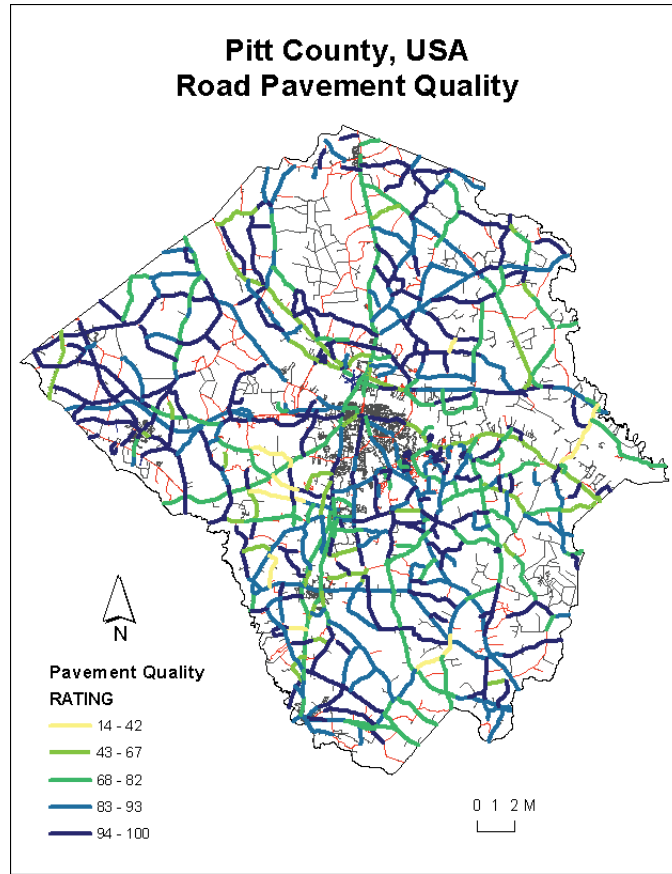 Pitt County, USA
Road Pavement Quality
N
Pavement Quality
RATING
14 - 42
43 - 67
68 - 82
83 - 93
94 - 100
0 1 2 M